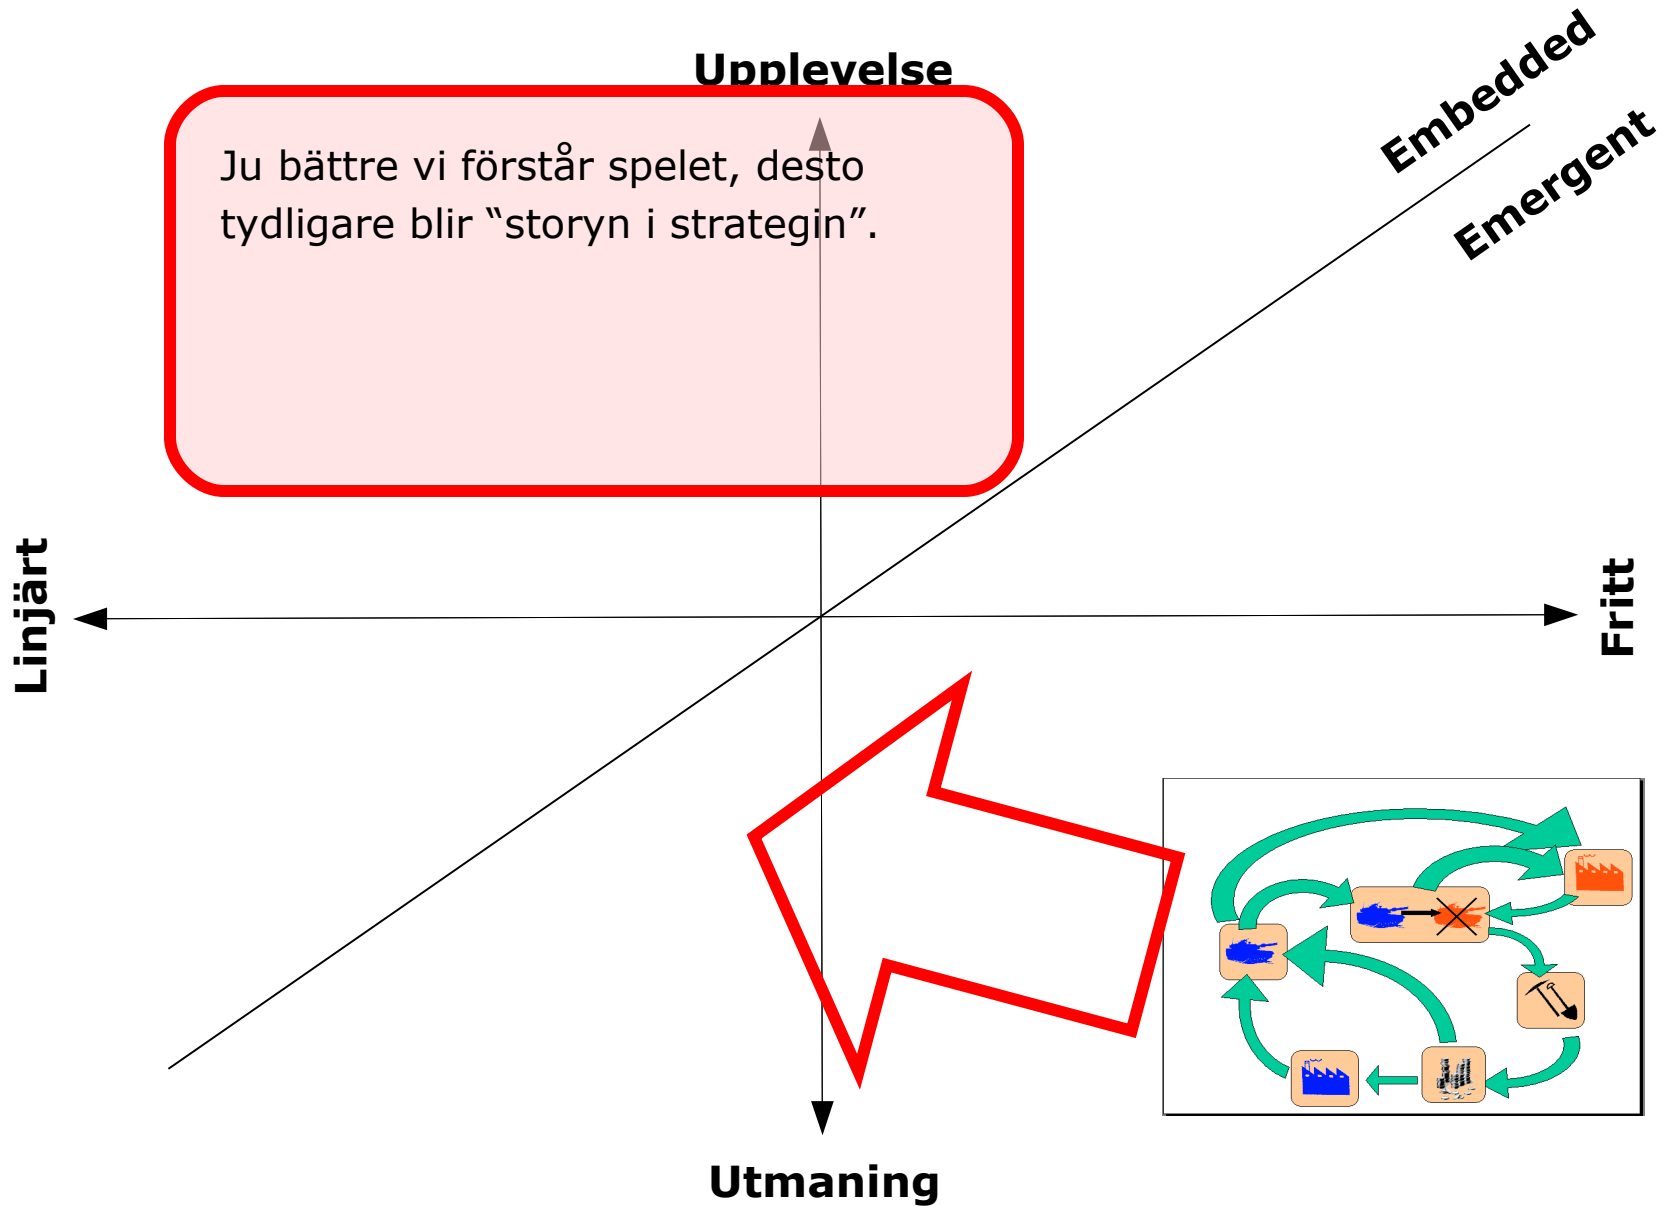 Upplevelse
Embedded
Emergent
Ju bättre vi förstår spelet, desto
tydligare blir “storyn i strategin”.
Linjärt
Fritt
Utmaning